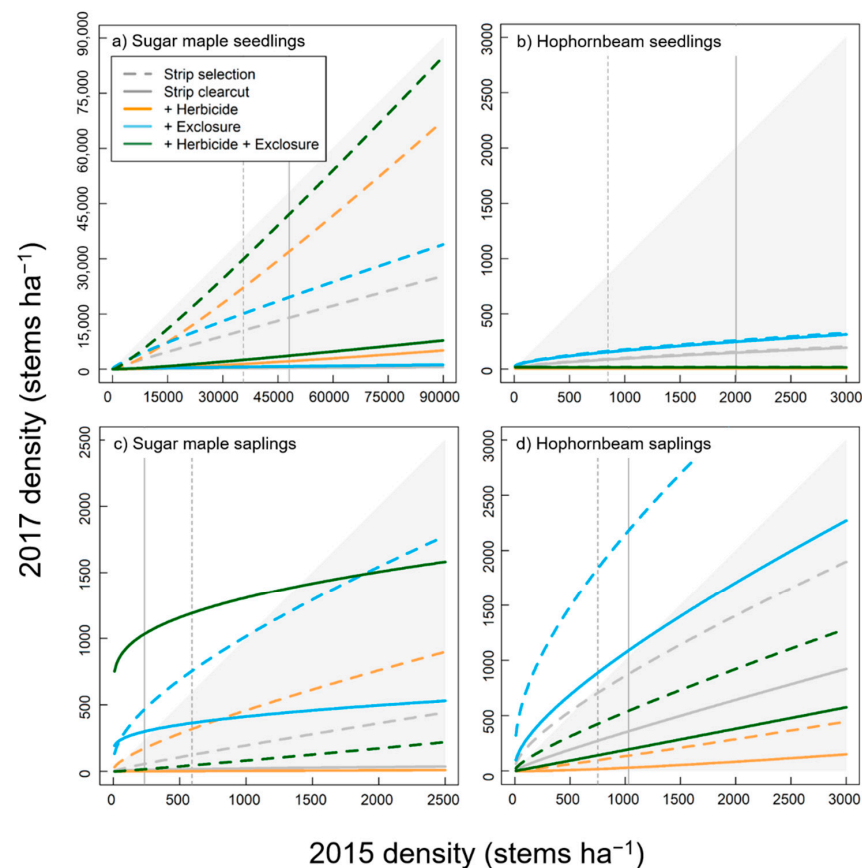 a) Sugar maple seedlings
90,000
75,000
60,000
45,000
30,000
15,000
0
Strip selection
Strip clearcut
+ Herbicide
+ Exclosure
+ Herbicide + Exclosure
0 15000 45000 60000 75000 90000
b) Hophornbeam seedlings
3000
2500
2000
1500
1000
500
0
0 500 1000 1500 2000 2500 3000
c) Sugar maple saplings
2500
2000
1500
1000
500
0
0 500 1000 1500 2000 2500
d) Hophornbeam saplings
3000
2500
2000
1500
1000
500
0
0 500 1000 1500 2000 2500 3000
2017 density (stems ha⁻¹)
2015 density (stems ha⁻¹)